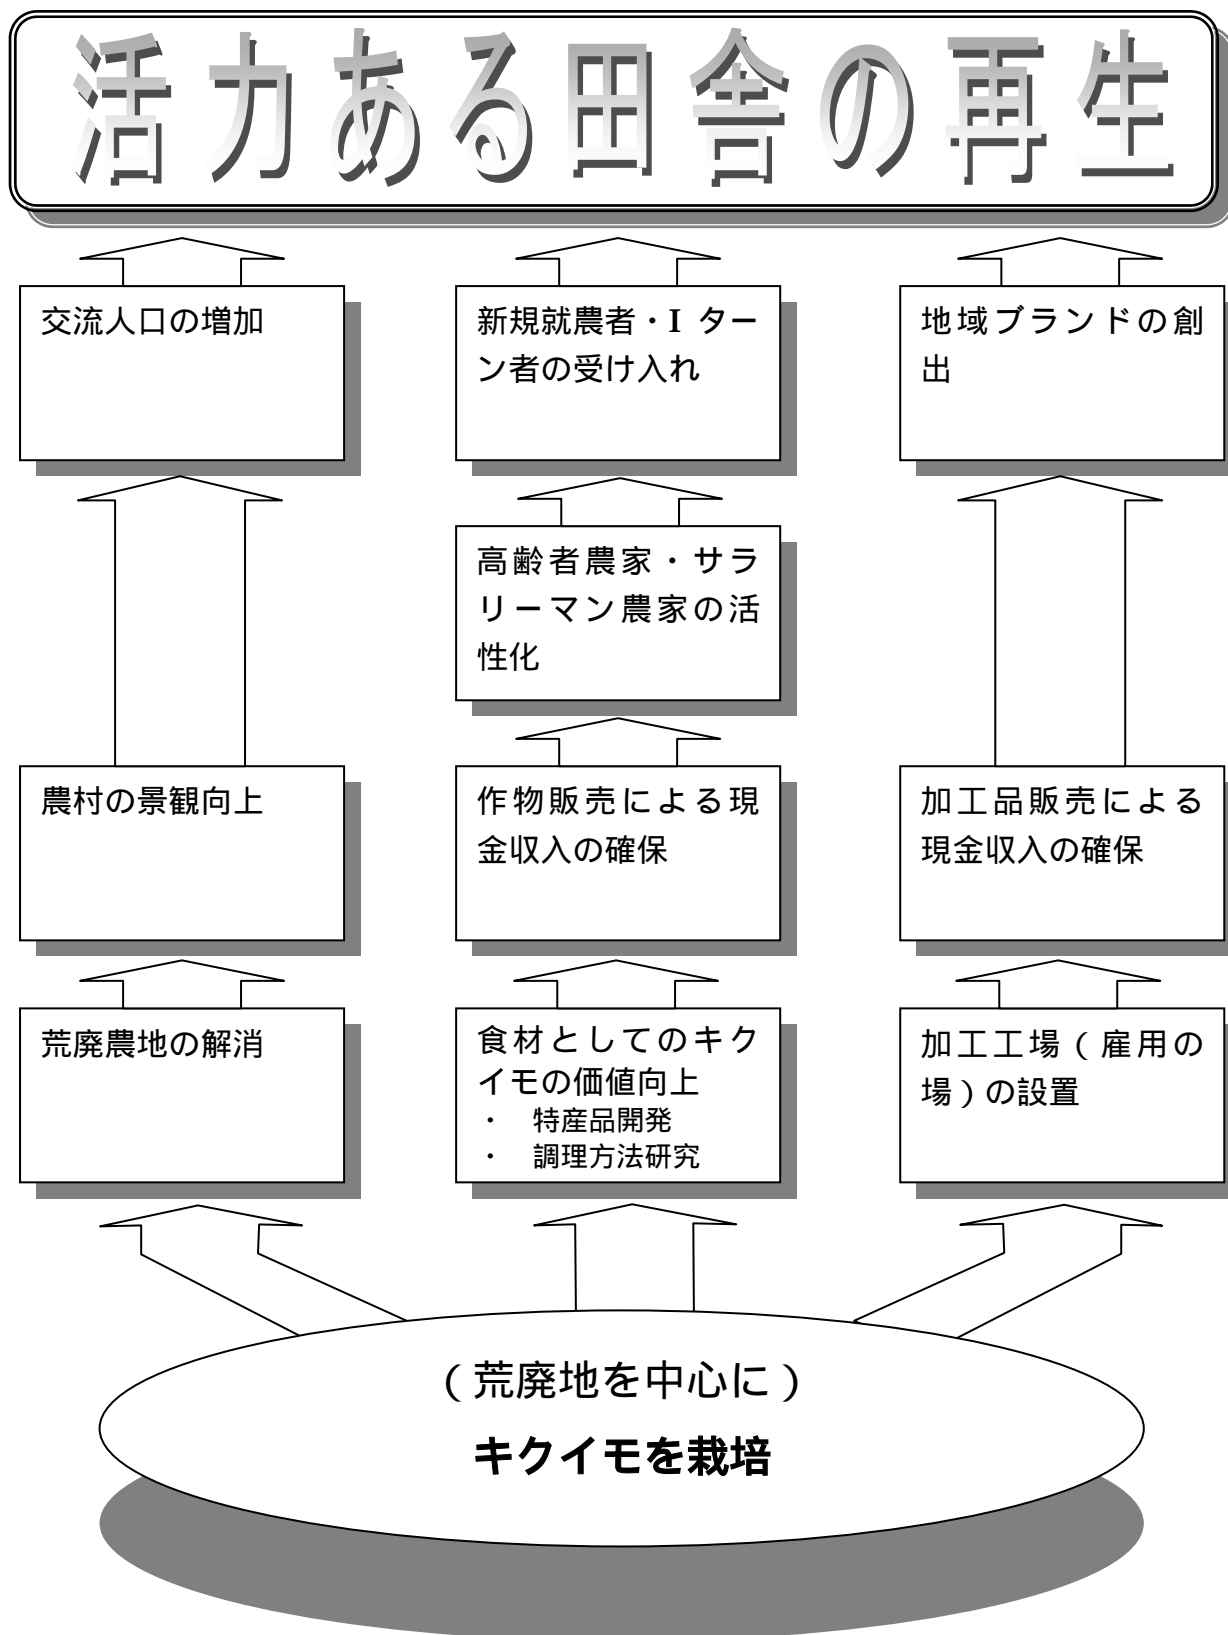 活力ある田舎の再生
交流人口の増加
新規就農者・I ター
ン者の受け入れ
地域ブランドの創
出
高齢者農家・サラ
リーマン農家の活
性化
農村の景観向上
作物販売による現
金収入の確保
加工品販売による
現金収入の確保
荒廃農地の解消
食材としてのキク
イモの価値向上
・ 特産品開発
・ 調理方法研究
加工工場（雇用の
場）の設置
（荒廃地を中心に）
キクイモを栽培